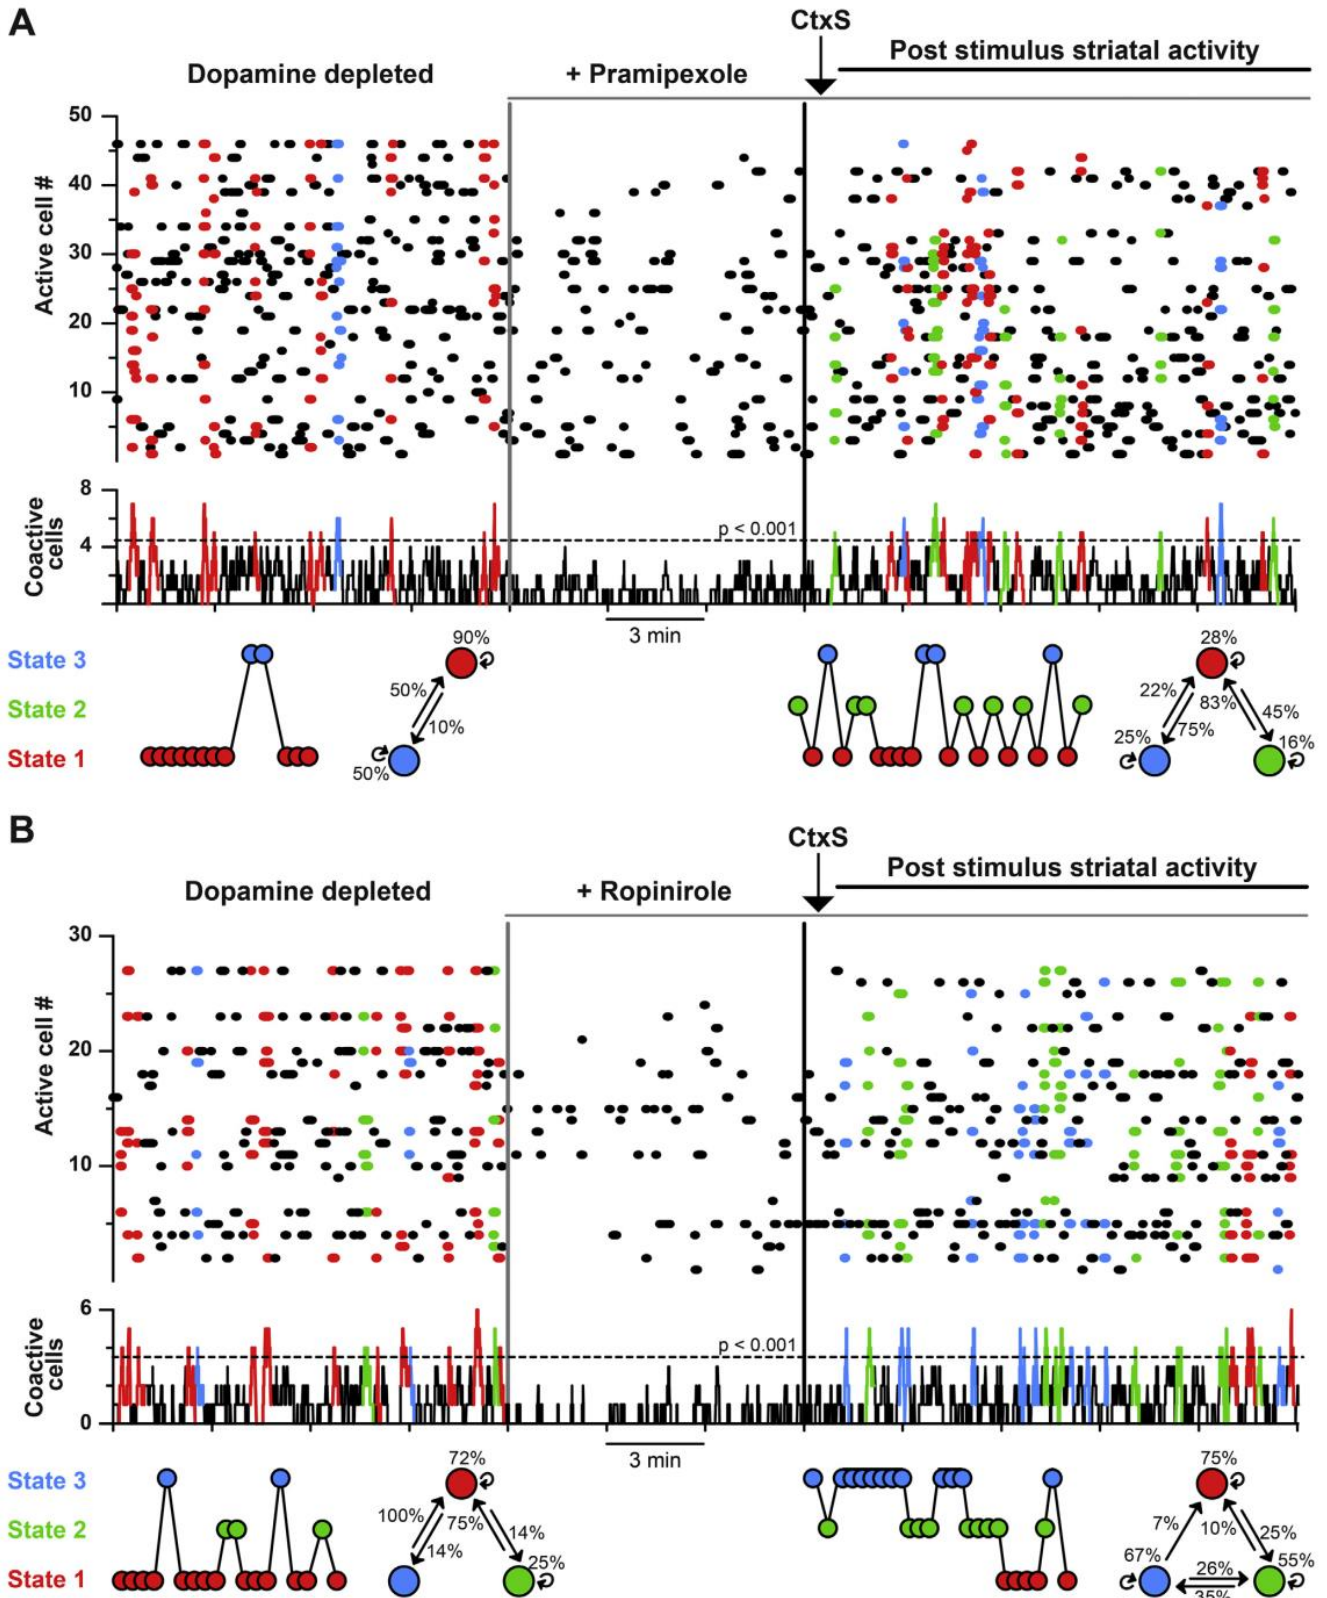 A
CtxS
Dopamine depleted
+ Pramipexole
Post stimulus striatal activity
50
40
30
20
10
Active cell #
8
4
Coactive cells
p < 0.001
3 min
State 3
State 2
State 1
90%
50%
10%
50%
28%
22%
83%
45%
25%
75%
16%
B
CtxS
Dopamine depleted
+ Ropinirole
Post stimulus striatal activity
30
20
10
Active cell #
6
0
Coactive cells
p < 0.001
3 min
State 3
State 2
State 1
72%
100%
75%
14%
14%
25%
75%
7%
10%
25%
67%
26%
55%
35%